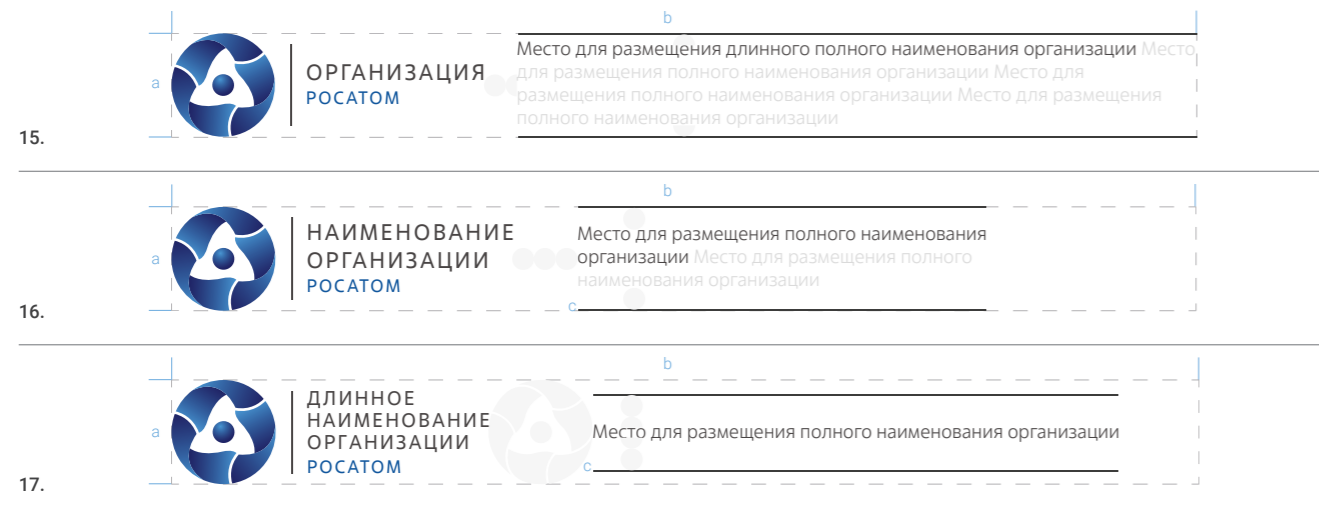 b
Место для размещения длинного полного наименования организации Место
для размещения полного наименования организации Место для
размещения полного наименования организации Место для размещения
полного наименования организации
a
ОРГАНИЗАЦИЯ
РОСАТОМ
15.
b
НАИМЕНОВАНИЕ
ОРГАНИЗАЦИИ
РОСАТОМ
Место для размещения полного наименования
организации Место для размещения полного
наименования организации
a
c
16.
b
ДЛИННОЕ
НАИМЕНОВАНИЕ
ОРГАНИЗАЦИИ
РОСАТОМ
Место для размещения полного наименования организации
a
c
17.